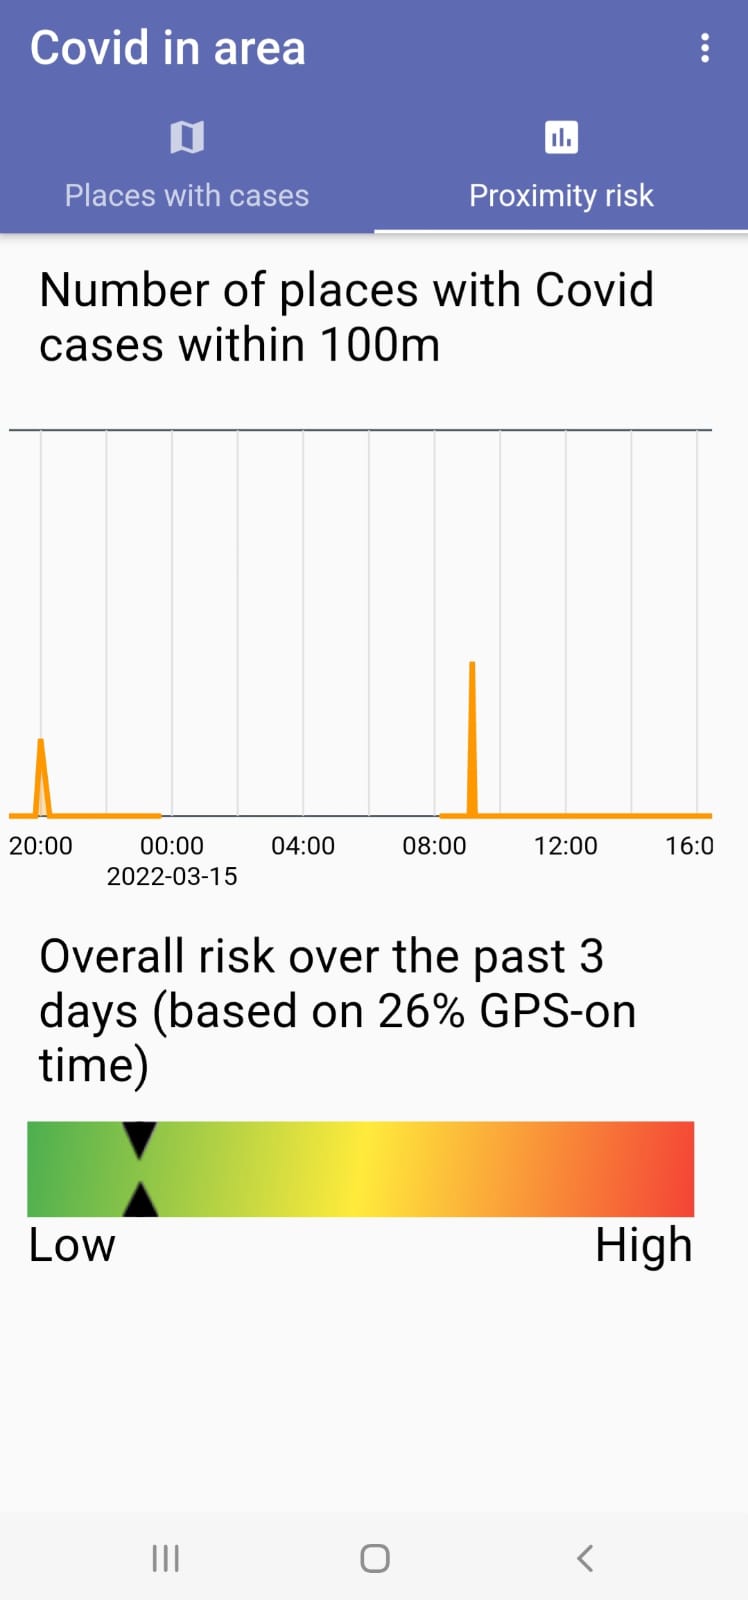 Covid in area
Places with cases
Proximity risk
Number of places with Covid
cases within 100m
20:00 00:00 04:00 08:00 12:00 16:0
2022-03-15
Overall risk over the past 3
days (based on 26% GPS-on
time)
Low High